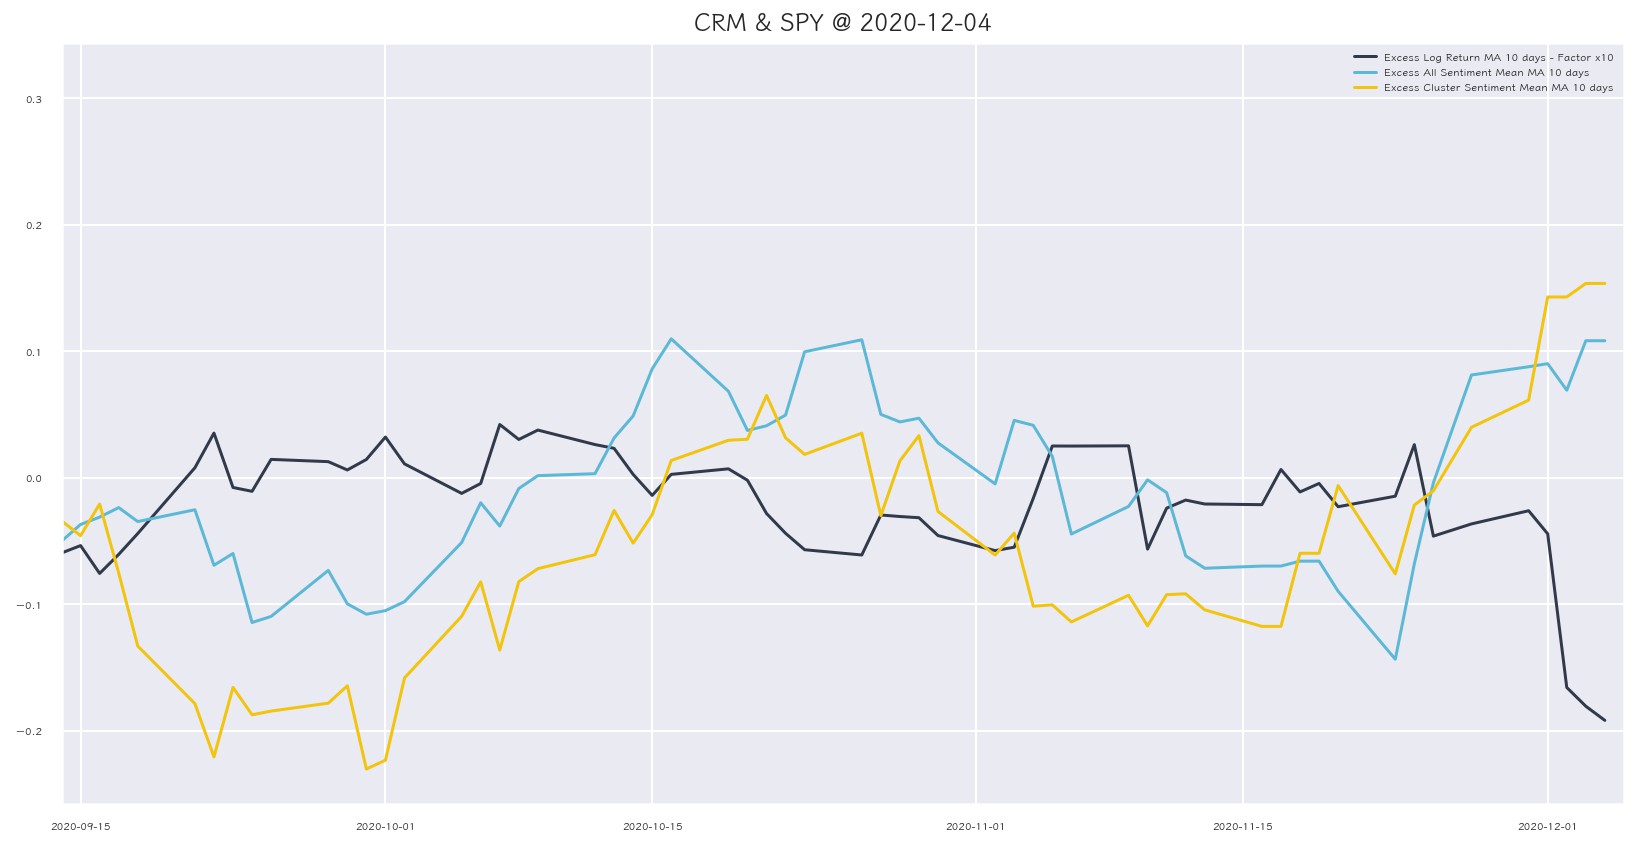 CRM & SPY @ 2020-12-04
Excess Log Return MA 10 days - Factor x10
Excess All Sentiment Mean MA 10 days
Excess Cluster Sentiment Mean MA 10 days
0.3
0.2
0.1
0.0
−0.1
−0.2
2020-09-15 2020-10-01 2020-10-15 2020-11-01 2020-11-15 2020-12-01